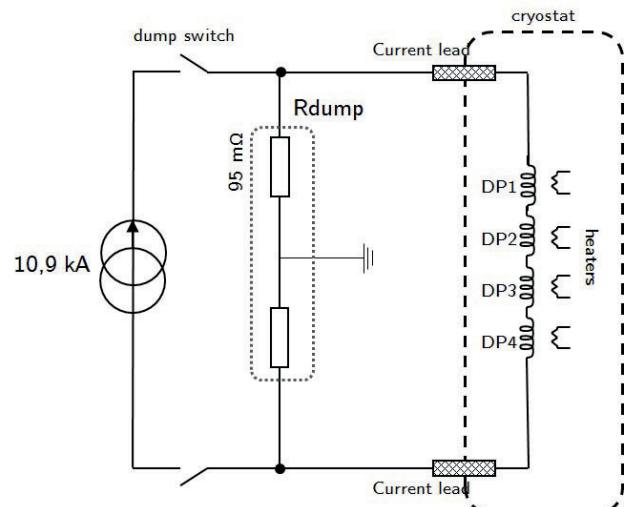 cryostat
dump switch
Current lead
Rdump
95 mΩ
DP1
DP2
heaters
10,9 kA
DP3
DP4
Current lead